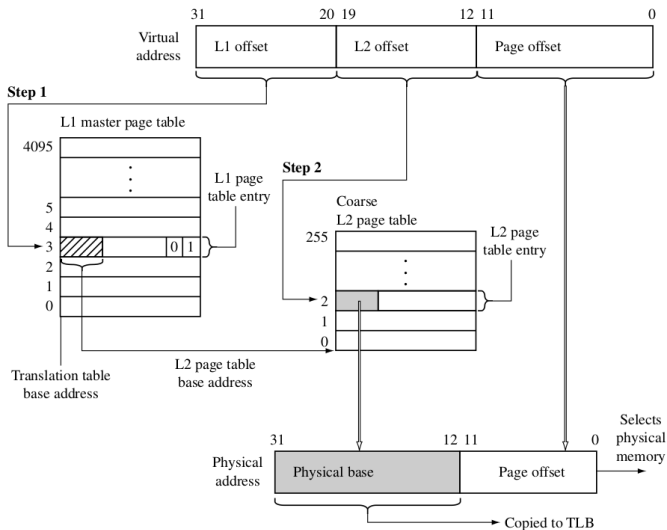 31 20 19 12 11 0
Virtual
address
L1 offset
L2 offset
Page offset
Step 1
L1 master page table
4095
5
4
3
2
1
0
0 1
L1 page
table entry
Translation table
base address
L2 page table
base address
Step 2
Coarse
L2 page table
255
2
1
0
L2 page
table entry
31 12 11 0
Physical
address
Physical base
Page offset
Selects
physical
memory
Copied to TLB